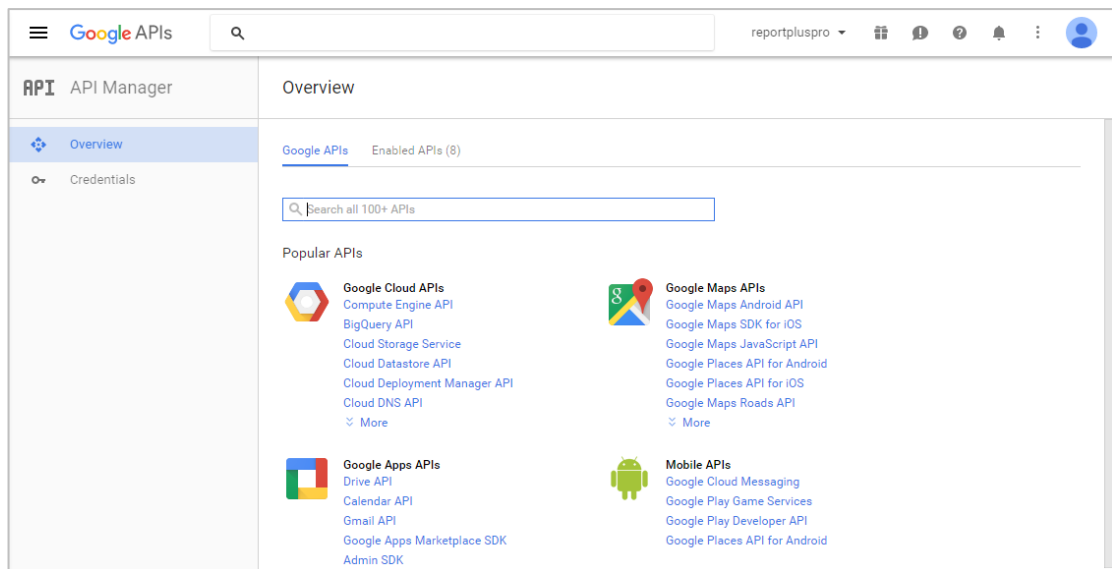 Google APIs
reportpluspro
API API Manager
Overview
Overview
Credentials
Google APIs
Enabled APIs (8)
Search all 100+ APIs
Popular APIs
Google Cloud APIs
Compute Engine API
BigQuery API
Cloud Storage Service
Cloud Datastore API
Cloud Deployment Manager API
Cloud DNS API
More
g
Google Maps APIs
Google Maps Android API
Google Maps SDK for iOS
Google Maps JavaScript API
Google Places API for Android
Google Places API for iOS
Google Maps Roads API
More
Google Apps APIs
Drive API
Calendar API
Gmail API
Google Apps Marketplace SDK
Admin SDK
Mobile APIs
Google Cloud Messaging
Google Play Game Services
Google Play Developer API
Google Places API for Android